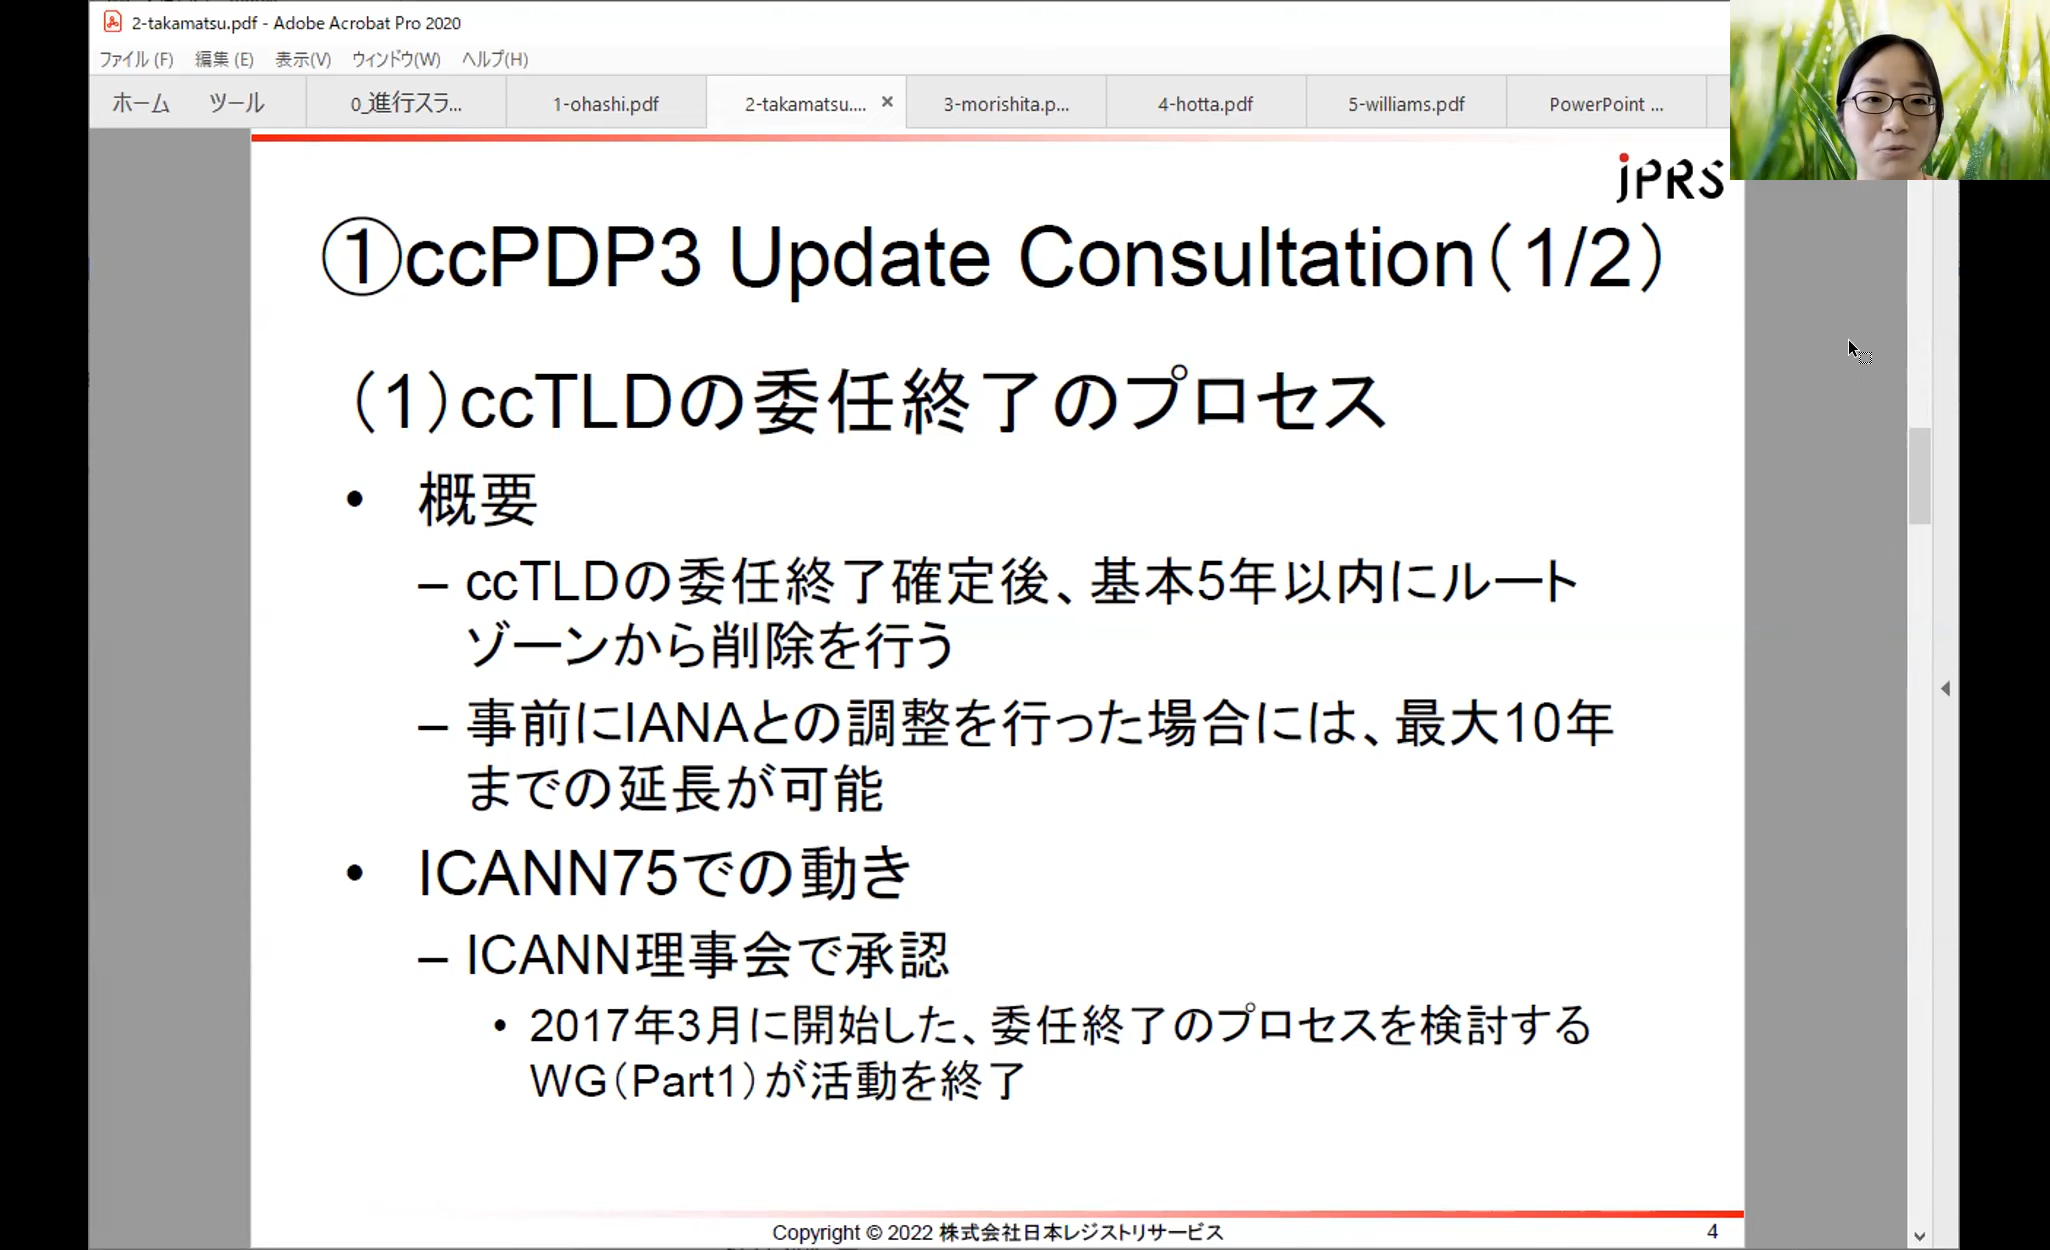 2-takamatsu.pdf - Adobe Acrobat Pro 2020
ファイル(F) 編集(E) 表示(V) ウィンドウ(W) ヘルプ(H)
ホーム ツール 0_進行スラ... 1-ohashi.pdf 2-takamatsu.... × 3-morishita.p... 4-hotta.pdf 5-williams.pdf PowerPoint ...
jPRS
①ccPDP3 Update Consultation（1/2）
（1）ccTLDの委任終了のプロセス
• 概要
– ccTLDの委任終了確定後、基本5年以内にルート
ゾーンから削除を行う
– 事前にIANAとの調整を行った場合には、最大10年
までの延長が可能
• ICANN75での動き
– ICANN理事会で承認
• 2017年3月に開始した、委任終了のプロセスを検討する
WG（Part1）が活動を終了
Copyright © 2022 株式会社日本レジストリサービス 4